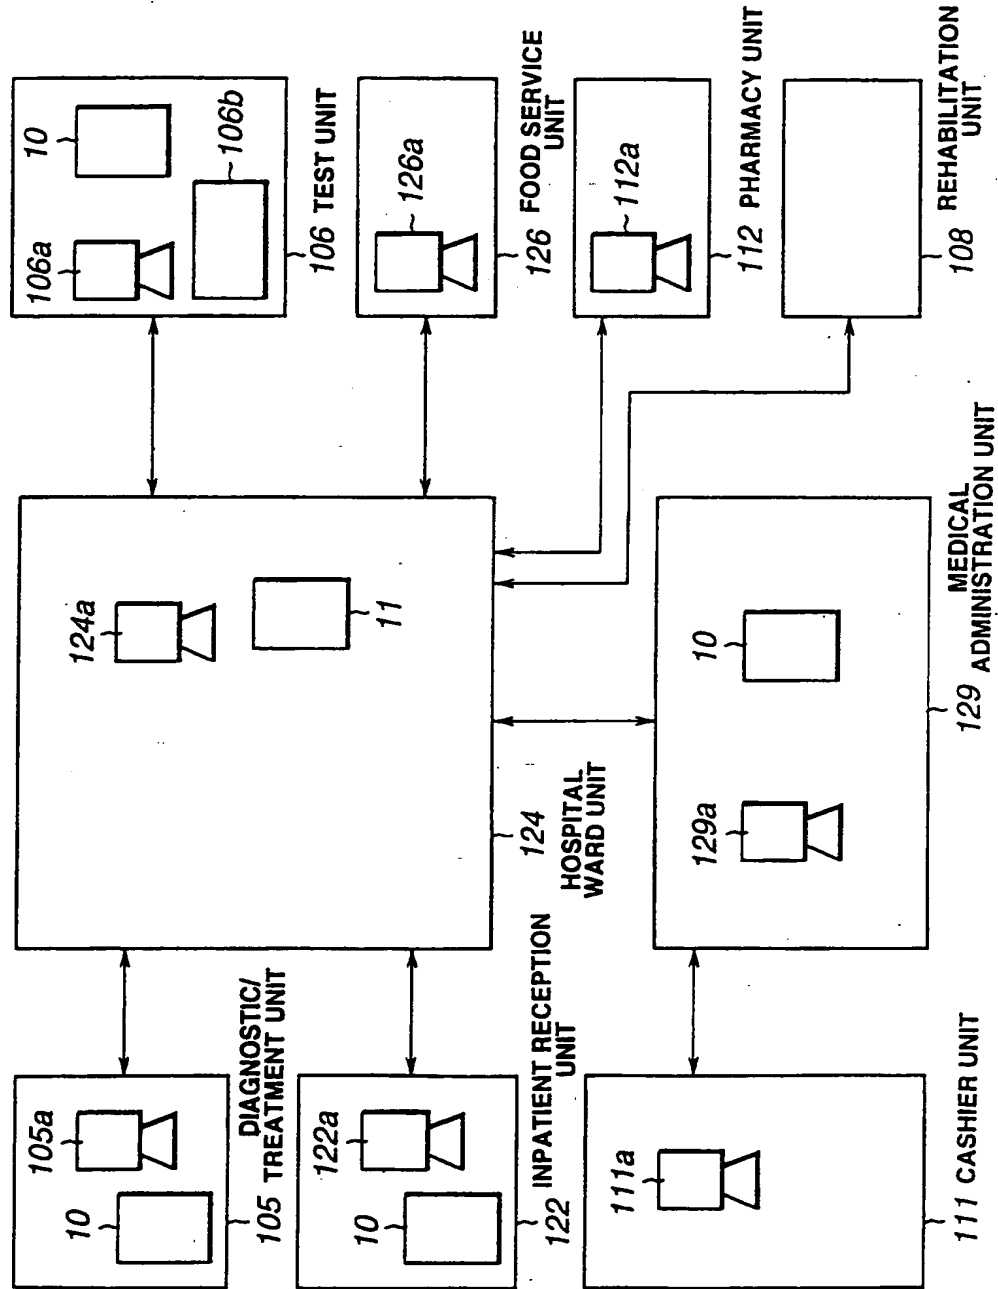 10
105a
105 DIAGNOSTIC/
TREATMENT UNIT
10
122a
122 INPATIENT RECEPTION
UNIT
111a
111 CASHIER UNIT
124a
11
124
HOSPITAL
WARD UNIT
129a
10
129 MEDICAL
ADMINISTRATION UNIT
106a
10
106b
106 TEST UNIT
126a
126 FOOD SERVICE
UNIT
112a
112 PHARMACY UNIT
108 REHABILITATION
UNIT